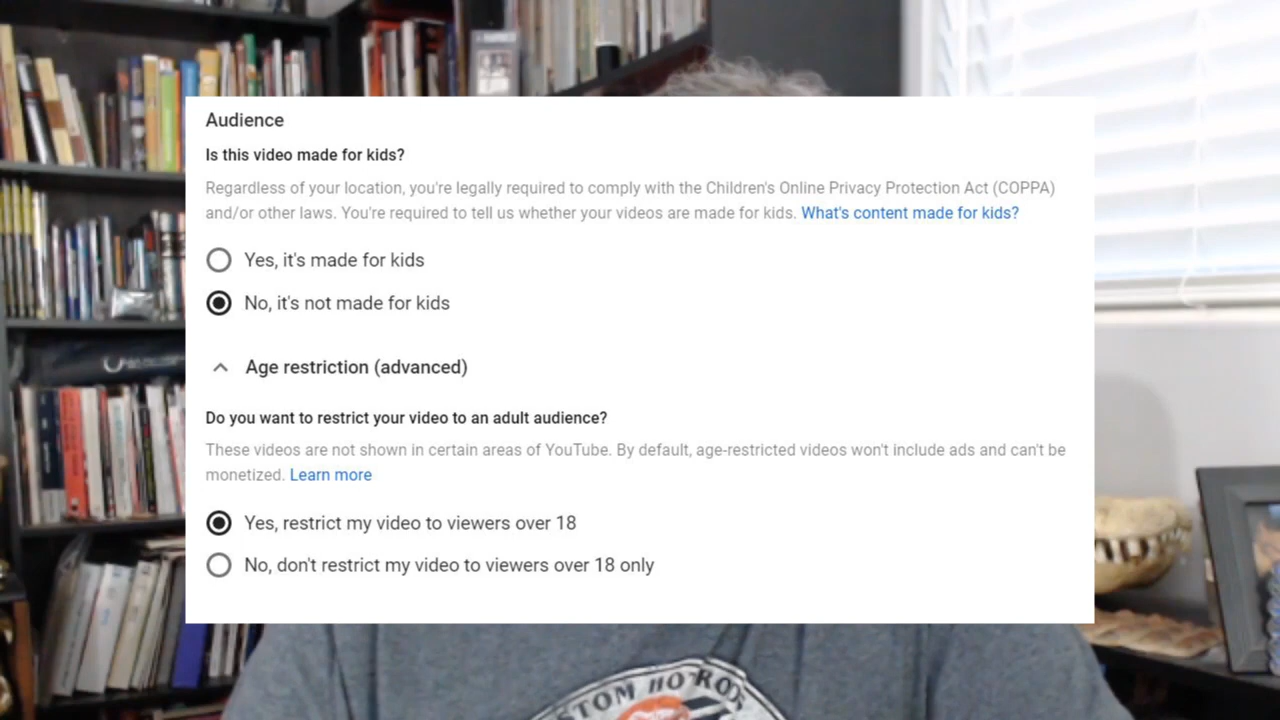 Audience
Is this video made for kids?
Regardless of your location, you're legally required to comply with the Children's Online Privacy Protection Act (COPPA)
and/or other laws. You're required to tell us whether your videos are made for kids. What's content made for kids?
Yes, it's made for kids
No, it's not made for kids
Age restriction (advanced)
Do you want to restrict your video to an adult audience?
These videos are not shown in certain areas of YouTube. By default, age-restricted videos won't include ads and can't be
monetized. Learn more
Yes, restrict my video to viewers over 18
No, don't restrict my video to viewers over 18 only
HOT ROD